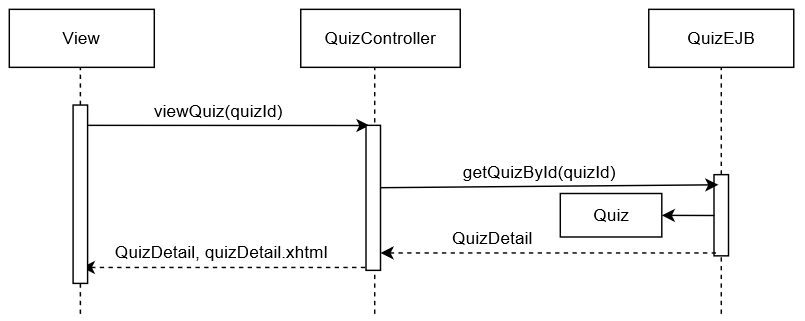 View
QuizController
QuizEJB
viewQuiz(quizId)
getQuizById(quizId)
Quiz
QuizDetail
QuizDetail, quizDetail.xhtml